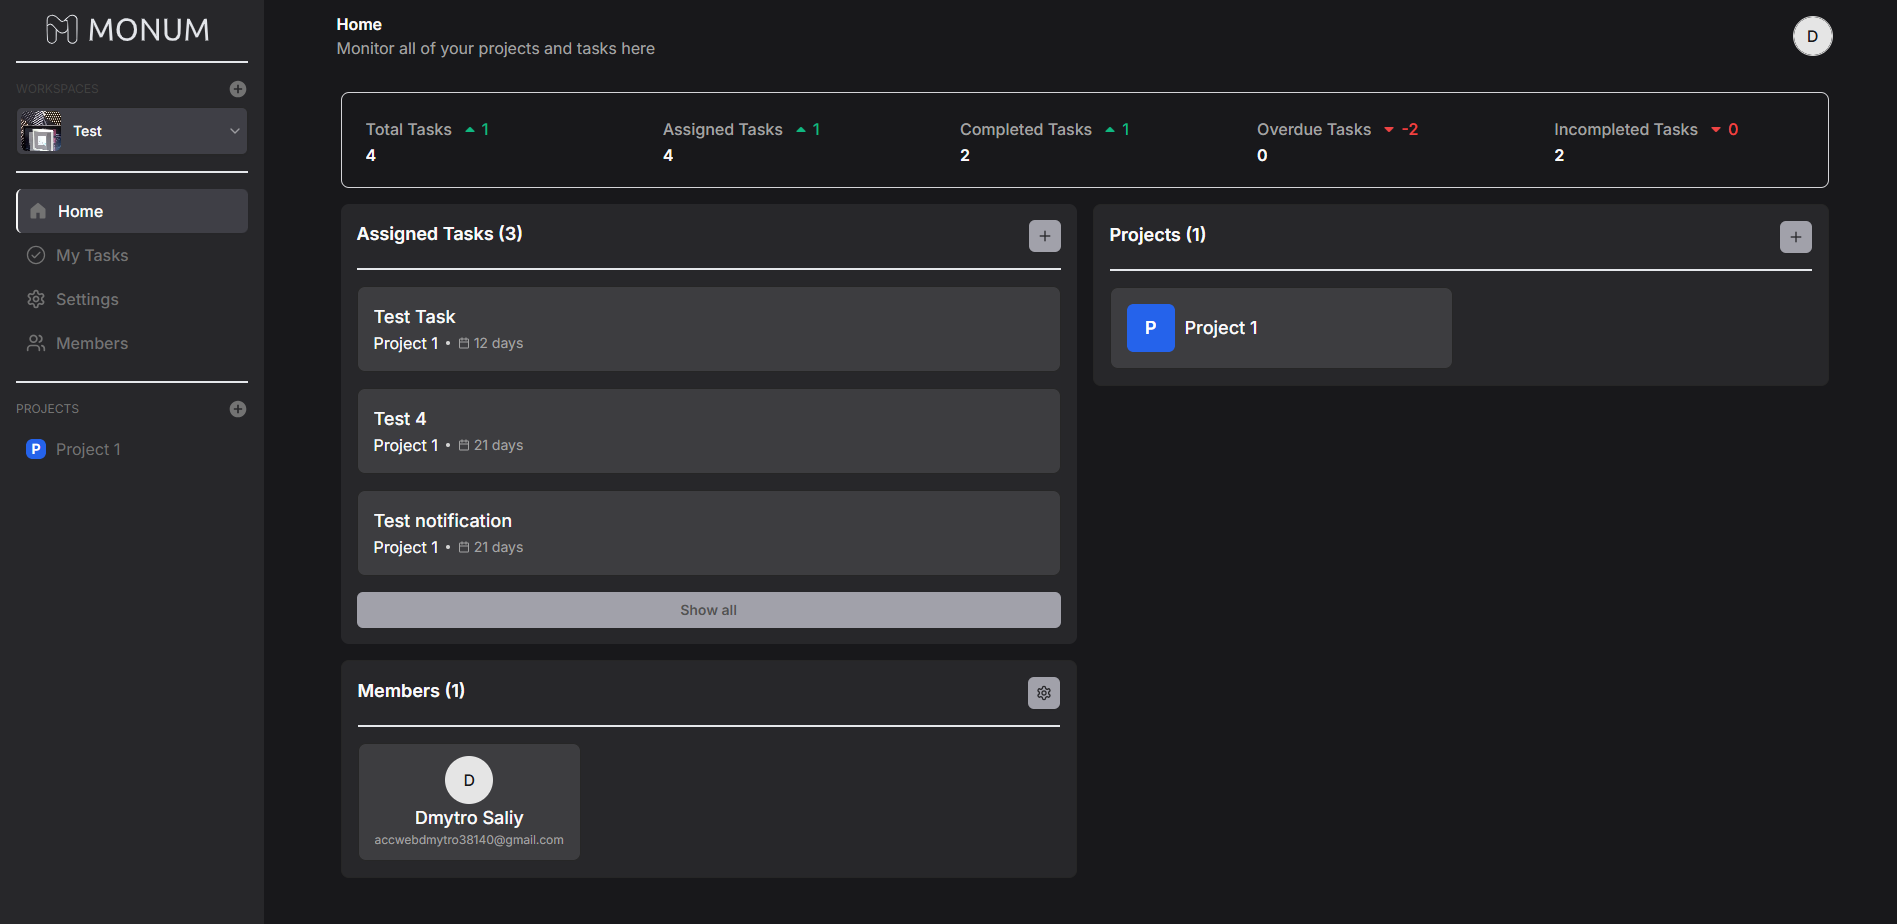 MONUM
WORKSPACES
Test
Home
My Tasks
Settings
Members
PROJECTS
P Project 1
Home
Monitor all of your projects and tasks here
D
Total Tasks 1
4
Assigned Tasks 1
4
Completed Tasks 1
2
Overdue Tasks -2
0
Incompleted Tasks 0
2
Assigned Tasks (3)
Test Task
Project 1 • 12 days
Test 4
Project 1 • 21 days
Test notification
Project 1 • 21 days
Show all
Projects (1)
P Project 1
Members (1)
D
Dmytro Saliy
accwebdmytro38140@gmail.com